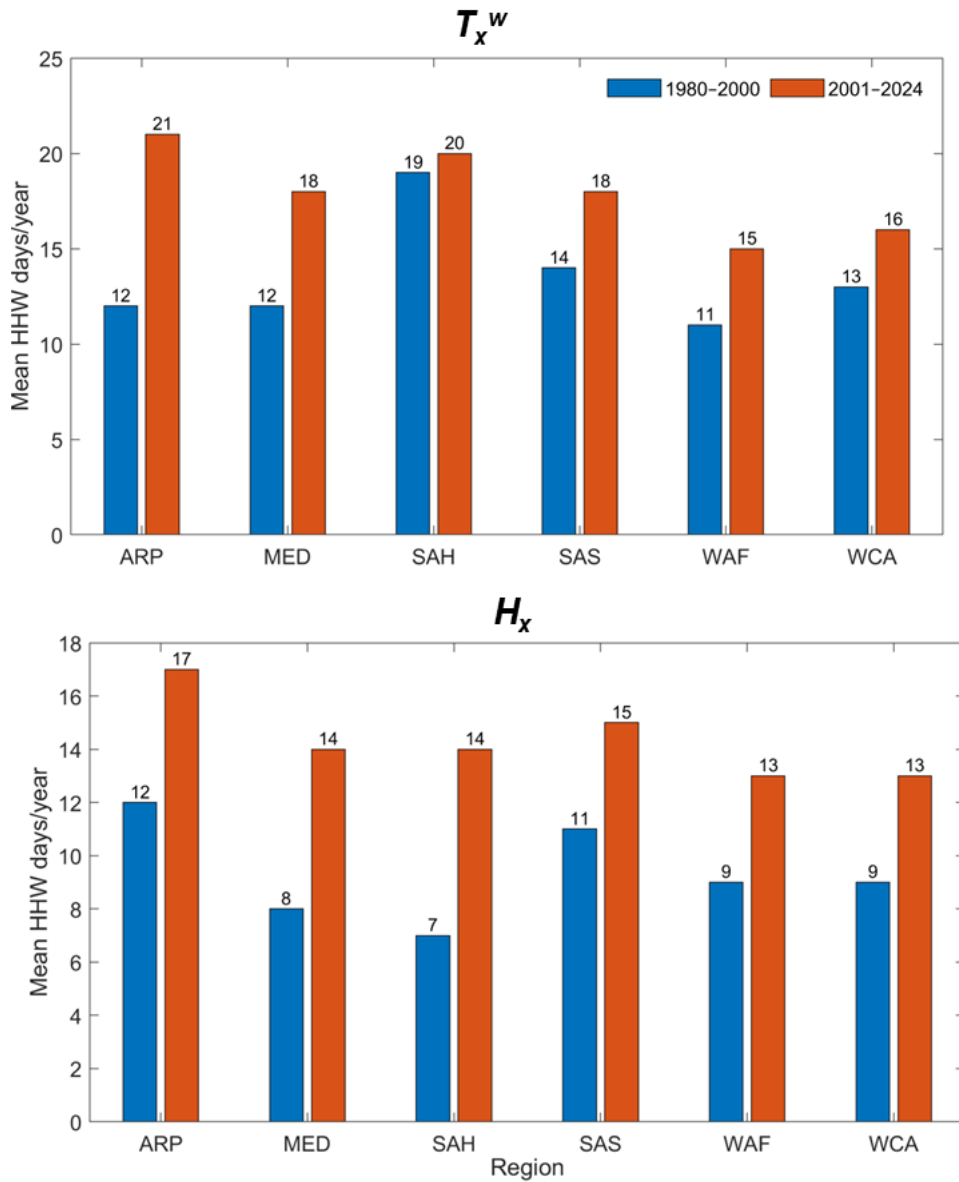 Tₓʷ
25
20
15
10
5
0
Mean HHW days/year
1980−2000 2001−2024
12 21 12 18 19 20 14 18 11 15 13 16
ARP MED SAH SAS WAF WCA
Hₓ
18
16
14
12
10
8
6
4
2
0
Mean HHW days/year
12 17 8 14 7 14 11 15 9 13 9 13
ARP MED SAH SAS WAF WCA
Region